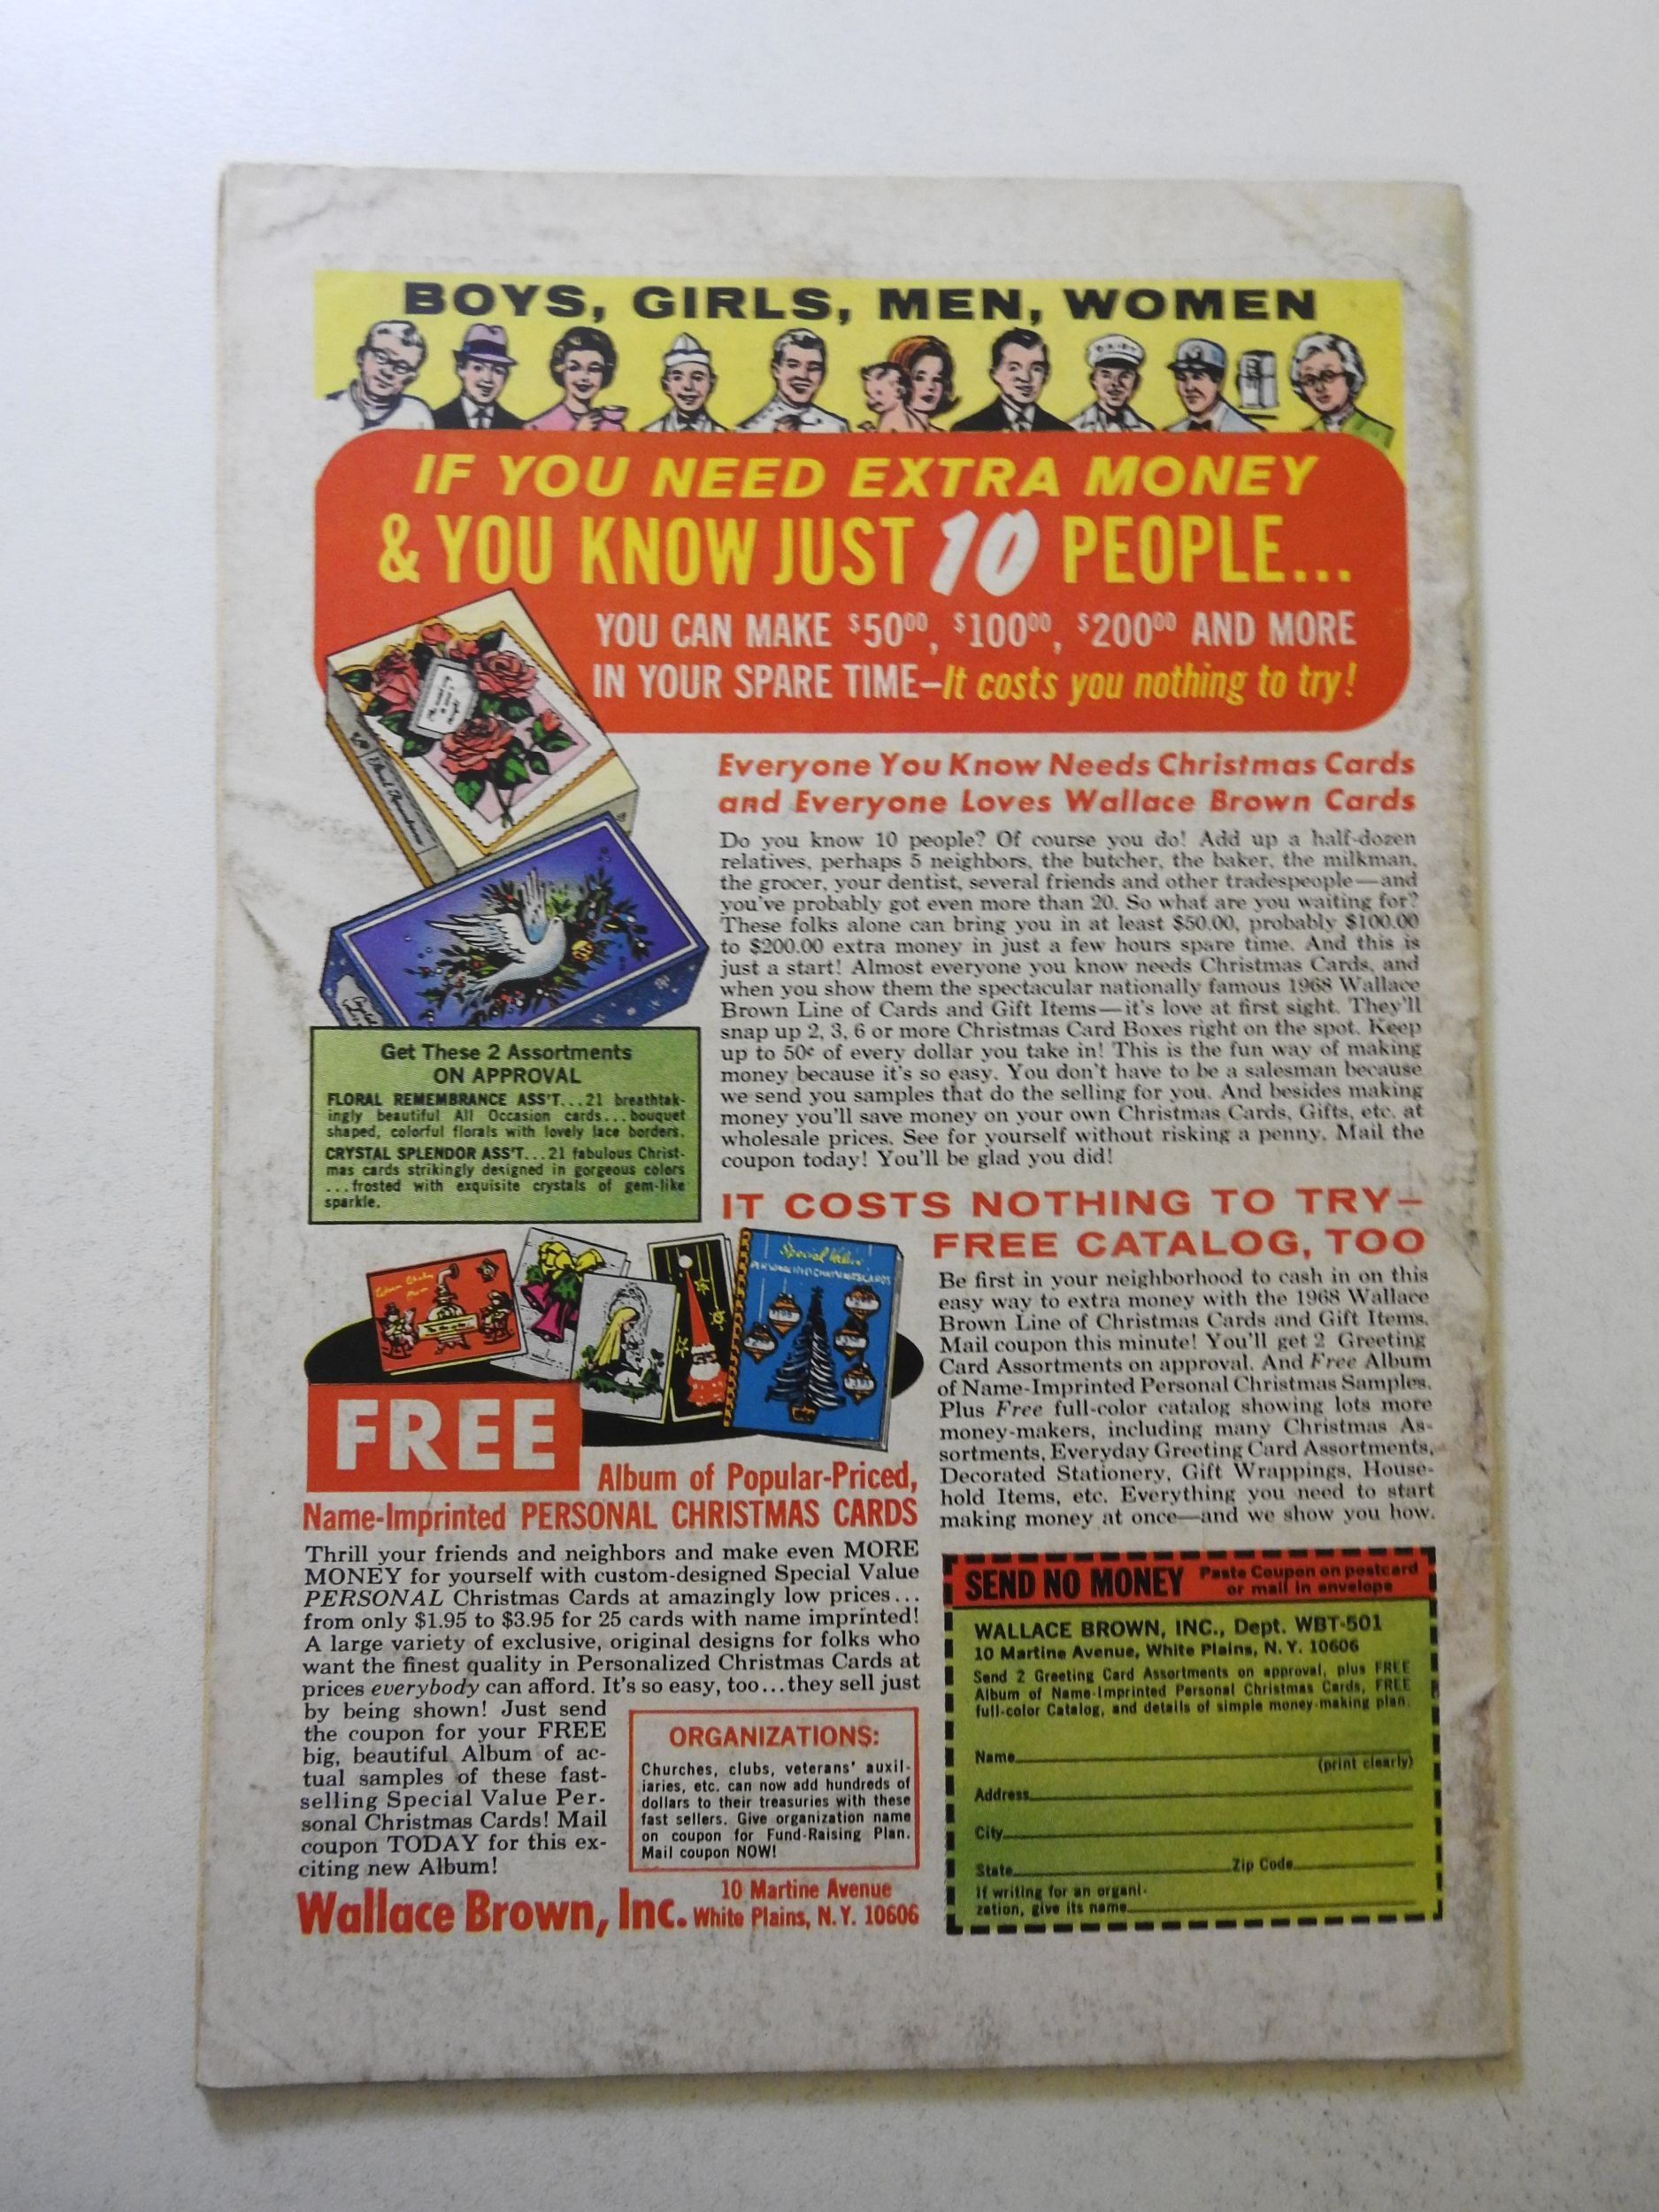 BOYS, GIRLS, MEN, WOMEN
DAIRY
IF YOU NEED EXTRA MONEY
& YOU KNOW JUST 10 PEOPLE...
YOU CAN MAKE $50⁰⁰, $100⁰⁰, $200⁰⁰ AND MORE
IN YOUR SPARE TIME—It costs you nothing to try!
Everyone You Know Needs Christmas Cards
and Everyone Loves Wallace Brown Cards
Do you know 10 people? Of course you do! Add up a half-dozen
relatives, perhaps 5 neighbors, the butcher, the baker, the milkman,
the grocer, your dentist, several friends and other tradespeople—and
you've probably got even more than 20. So what are you waiting for?
These folks alone can bring you in at least $50.00, probably $100.00
to $200.00 extra money in just a few hours spare time. And this is
just a start! Almost everyone you know needs Christmas Cards, and
when you show them the spectacular nationally famous 1968 Wallace
Brown Line of Cards and Gift Items—it's love at first sight. They'll
snap up 2, 3, 6 or more Christmas Card Boxes right on the spot. Keep
up to 50¢ of every dollar you take in! This is the fun way of making
money because it's so easy. You don't have to be a salesman because
we send you samples that do the selling for you. And besides making
money you'll save money on your own Christmas Cards, Gifts, etc. at
wholesale prices. See for yourself without risking a penny. Mail the
coupon today! You'll be glad you did!
Get These 2 Assortments
ON APPROVAL
FLORAL REMEMBRANCE ASS'T...21 breathtak-
ingly beautiful All Occasion cards...bouquet
shaped, colorful florals with lovely lace borders.
CRYSTAL SPLENDOR ASS'T...21 fabulous Christ-
mas cards strikingly designed in gorgeous colors
...frosted with exquisite crystals of gem-like
sparkle.
IT COSTS NOTHING TO TRY—
FREE CATALOG, TOO
Be first in your neighborhood to cash in on this
easy way to extra money with the 1968 Wallace
Brown Line of Christmas Cards and Gift Items.
Mail coupon this minute! You'll get 2 Greeting
Card Assortments on approval. And Free Album
of Name-Imprinted Personal Christmas Samples.
Plus Free full-color catalog showing lots more
money-makers, including many Christmas As-
sortments, Everyday Greeting Card Assortments,
Decorated Stationery, Gift Wrappings, House-
hold Items, etc. Everything you need to start
making money at once—and we show you how.
Special Value
PERSONAL CHRISTMAS CARDS
FREE
Album of Popular-Priced,
Name-Imprinted PERSONAL CHRISTMAS CARDS
Thrill your friends and neighbors and make even MORE
MONEY for yourself with custom-designed Special Value
PERSONAL Christmas Cards at amazingly low prices...
from only $1.95 to $3.95 for 25 cards with name imprinted!
A large variety of exclusive, original designs for folks who
want the finest quality in Personalized Christmas Cards at
prices everybody can afford. It's so easy, too...they sell just
by being shown! Just send
the coupon for your FREE
big, beautiful Album of ac-
tual samples of these fast-
selling Special Value Per-
sonal Christmas Cards! Mail
coupon TODAY for this ex-
citing new Album!
ORGANIZATIONS:
Churches, clubs, veterans' auxil-
iaries, etc. can now add hundreds of
dollars to their treasuries with these
fast sellers. Give organization name
on coupon for Fund-Raising Plan.
Mail coupon NOW!
Wallace Brown, Inc. 10 Martine Avenue
White Plains, N.Y. 10606
SEND NO MONEY Paste Coupon on postcard
or mail in envelope
WALLACE BROWN, INC., Dept. WBT-501
10 Martine Avenue, White Plains, N.Y. 10606
Send 2 Greeting Card Assortments on approval, plus FREE
Album of Name-Imprinted Personal Christmas Cards, FREE
full-color Catalog, and details of simple money-making plan.
Name
(print clearly)
Address
City
State Zip Code
If writing for an organi-
zation, give its name